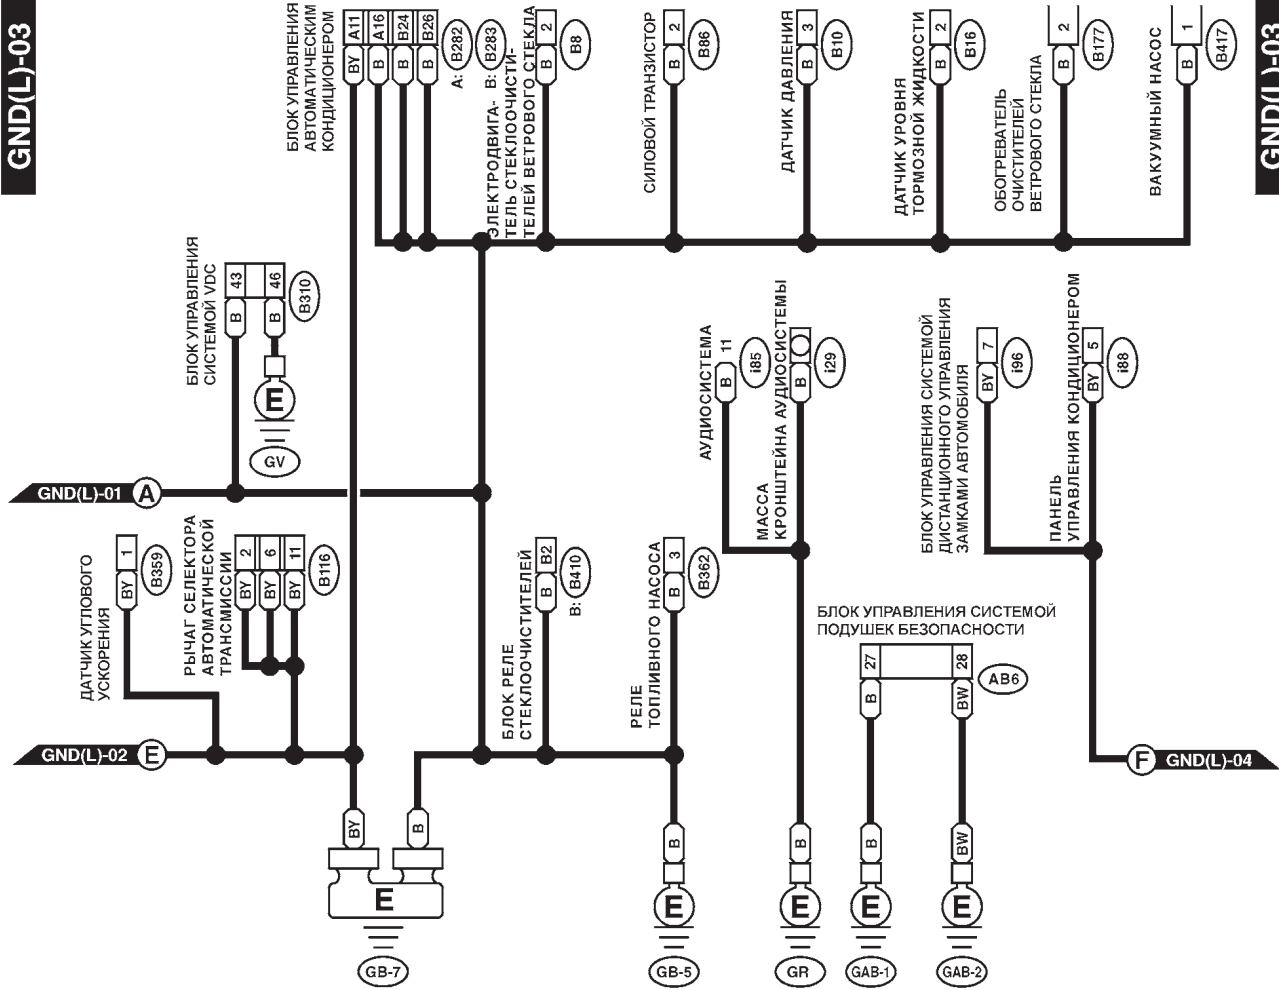 GND(L)-03
БЛОК УПРАВЛЕНИЯ
АВТОМАТИЧЕСКИМ
КОНДИЦИОНЕРОМ
A11
A16
B24
B26
BY
B
B
B
A: B282
B: B283
ЭЛЕКТРОДВИГА-
ТЕЛЬ СТЕКЛООЧИСТИ-
ТЕЛЕЙ ВЕТРОВОГО СТЕКЛА
2
B
B8
СИЛОВОЙ ТРАНЗИСТОР
2
B
B86
ДАТЧИК ДАВЛЕНИЯ
3
B
B10
ДАТЧИК УРОВНЯ
ТОРМОЗНОЙ ЖИДКОСТИ
2
B
B16
ОБОГРЕВАТЕЛЬ
ОЧИСТИТЕЛЕЙ
ВЕТРОВОГО СТЕКЛА
2
B
B177
ВАКУУМНЫЙ НАСОС
1
B
B417
GND(L)-03
БЛОК УПРАВЛЕНИЯ
СИСТЕМОЙ VDC
43
46
B
B
B310
E
GV
АУДИОСИСТЕМА
11
B
i85
МАССА
КРОНШТЕЙНА АУДИОСИСТЕМЫ
B
i29
БЛОК УПРАВЛЕНИЯ СИСТЕМОЙ
ДИСТАНЦИОННОГО УПРАВЛЕНИЯ
ЗАМКАМИ АВТОМОБИЛЯ
7
BY
i96
ПАНЕЛЬ
УПРАВЛЕНИЯ КОНДИЦИОНЕРОМ
5
BY
i88
GND(L)-01
A
ДАТЧИК УГЛОВОГО
УСКОРЕНИЯ
1
BY
B359
РЫЧАГ СЕЛЕКТОРА
АВТОМАТИЧЕСКОЙ
ТРАНСМИССИИ
2
6
11
BY
BY
BY
B116
БЛОК РЕЛЕ
СТЕКЛООЧИСТИТЕЛЕЙ
B2
B
B: B410
РЕЛЕ
ТОПЛИВНОГО НАСОСА
3
B
B362
БЛОК УПРАВЛЕНИЯ СИСТЕМОЙ
ПОДУШЕК БЕЗОПАСНОСТИ
27
28
B
BW
AB6
GND(L)-02
E
F
GND(L)-04
BY
B
B
B
B
BW
E
E
E
E
E
GB-7
GB-5
GR
GAB-1
GAB-2